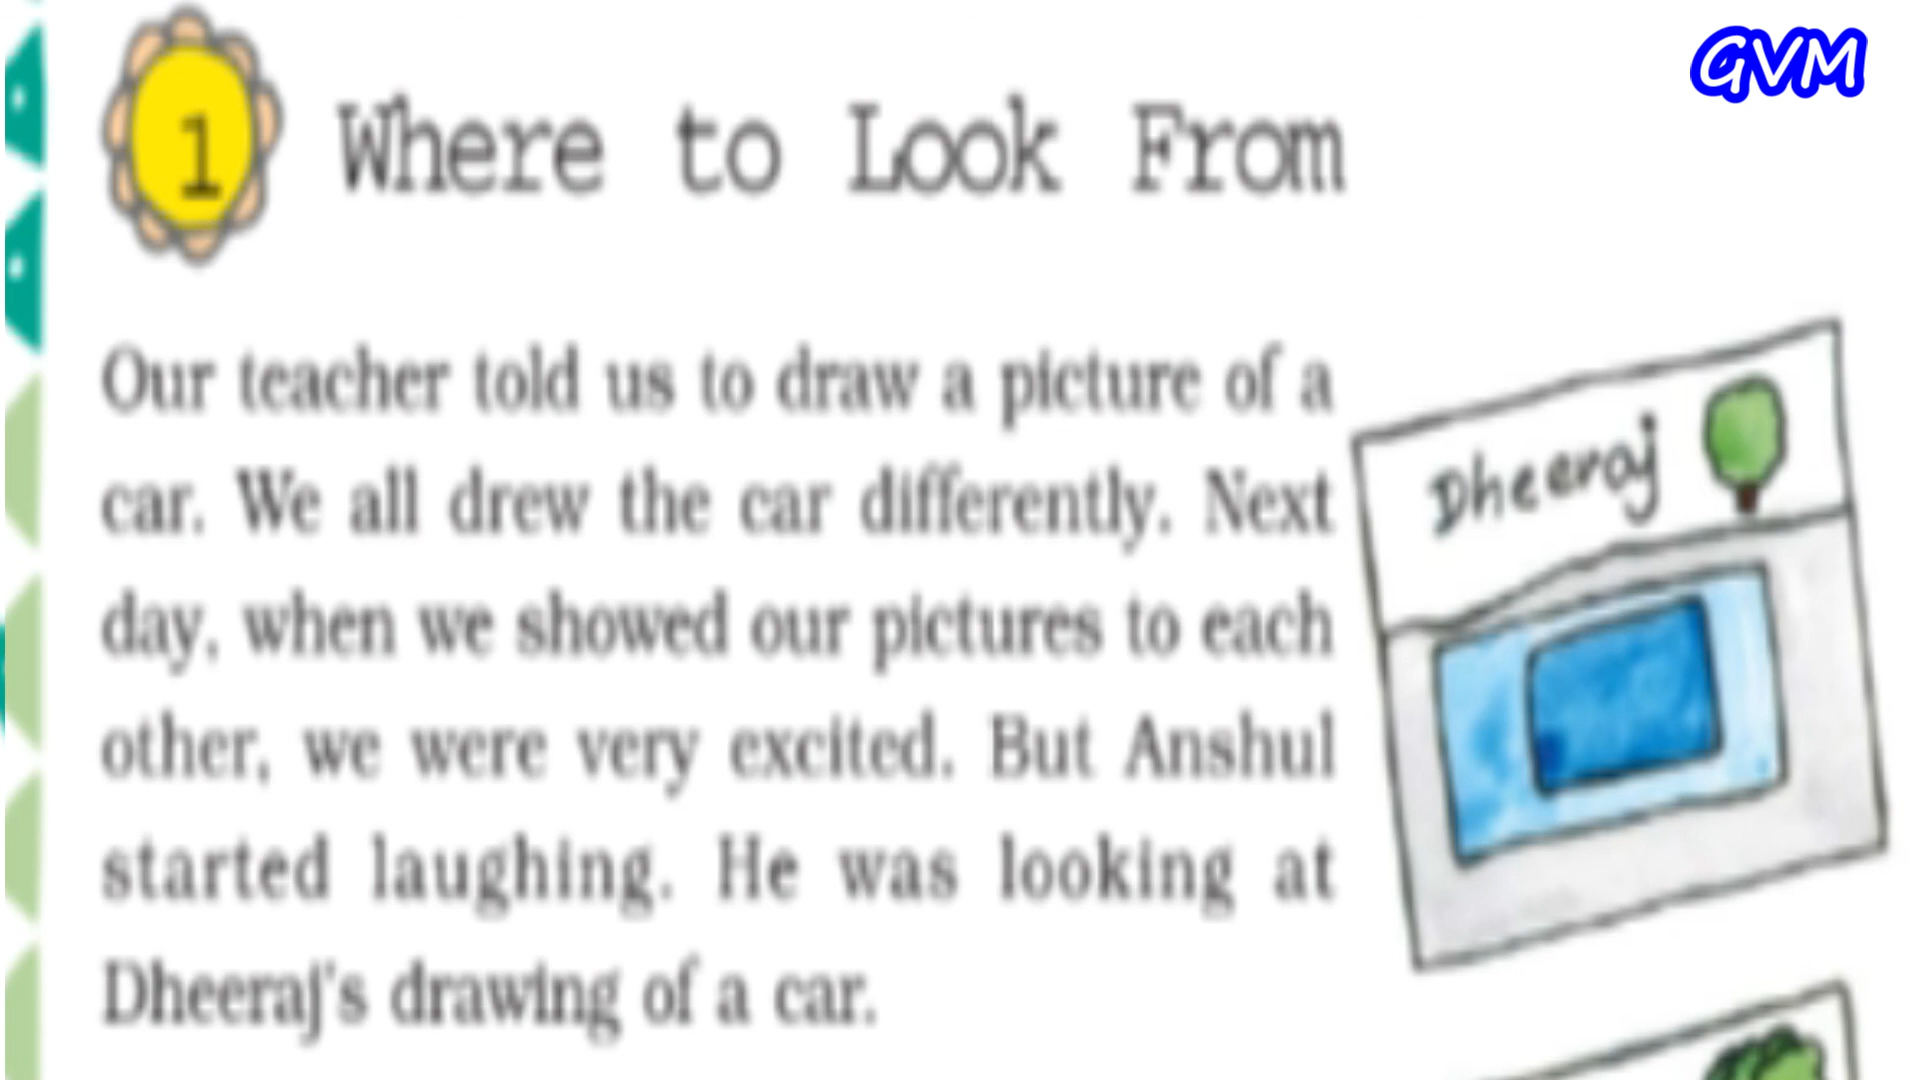 GVM
1 Where to Look From
Our teacher told us to draw a picture of a
car. We all drew the car differently. Next
day, when we showed our pictures to each
other, we were very excited. But Anshul
started laughing. He was looking at
Dheeraj's drawing of a car.
Dheeraj